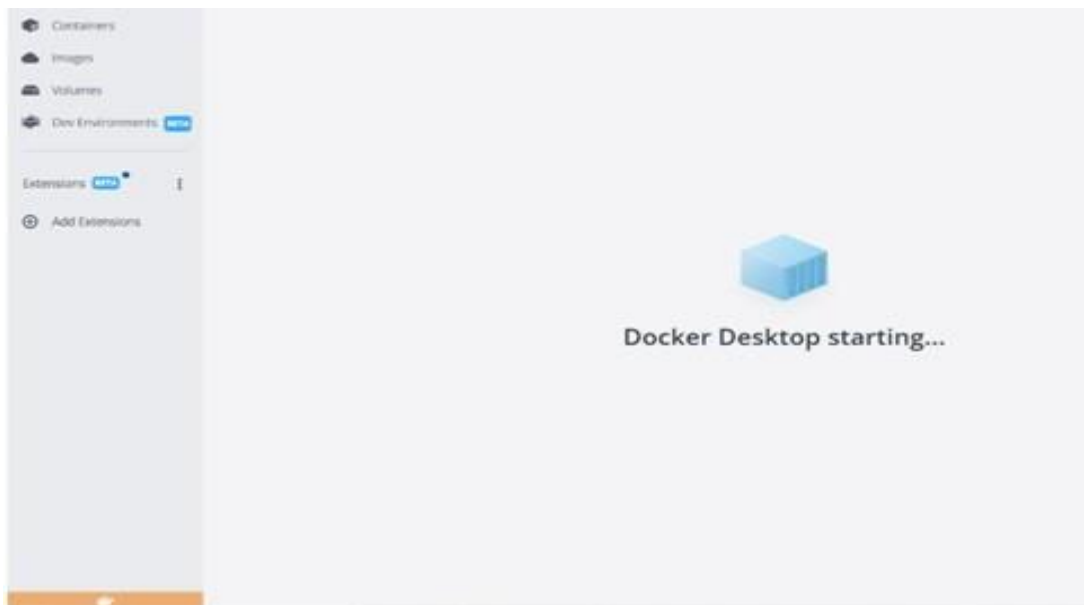 Containers
Images
Volumes
Dev Environments BETA
Extensions BETA
Add Extensions
Docker Desktop starting...